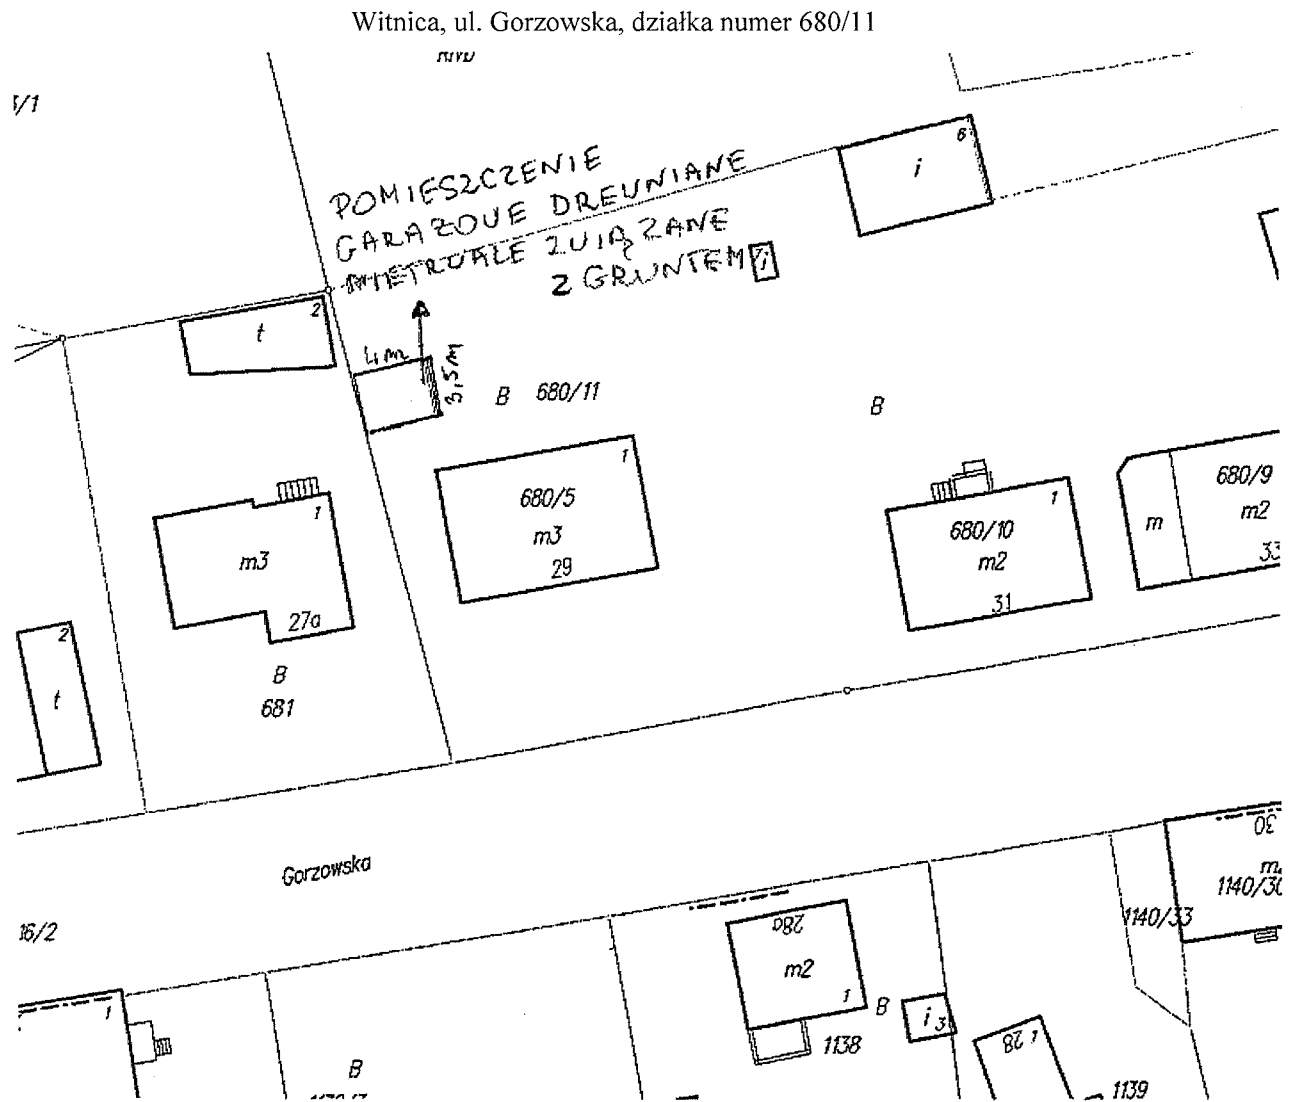 Witnica, ul. Gorzowska, działka numer 680/11
/1
6
i
POMIESZCZENIE
GARAŻOWE DREWNIANE
NIETRWALE ZWIĄZANE
Z GRUNTEM
i
2
t
4m
3,5m
B 680/11
B
1
680/5
m3
29
1
m3
27a
B
681
1
680/10
m2
31
m
680/9
m2
33
2
t
Gorzowska
30
1140/33
16/2
28a
m2
1
B
i 3
1138
1
B
28
1
1139